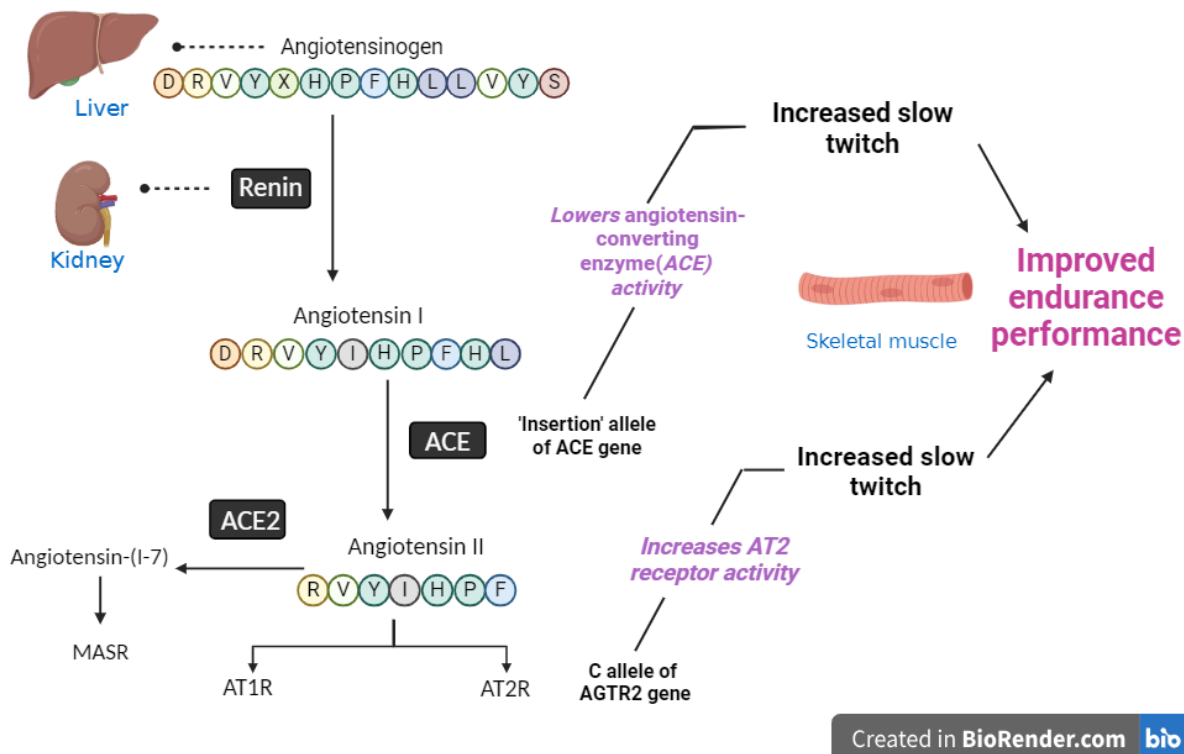 Angiotensinogen
D R V Y X H P F H L L V Y S
Liver
Renin
Kidney
Angiotensin I
D R V Y I H P F H L
ACE
ACE2
Angiotensin II
R V Y I H P F
Angiotensin-(I-7)
MASR
AT1R
AT2R
Increased slow
twitch
Lowers angiotensin-
converting
enzyme(ACE)
activity
'Insertion' allele
of ACE gene
Skeletal muscle
Improved
endurance
performance
Increased slow
twitch
Increases AT2
receptor activity
C allele of
AGTR2 gene
Created in BioRender.com bio